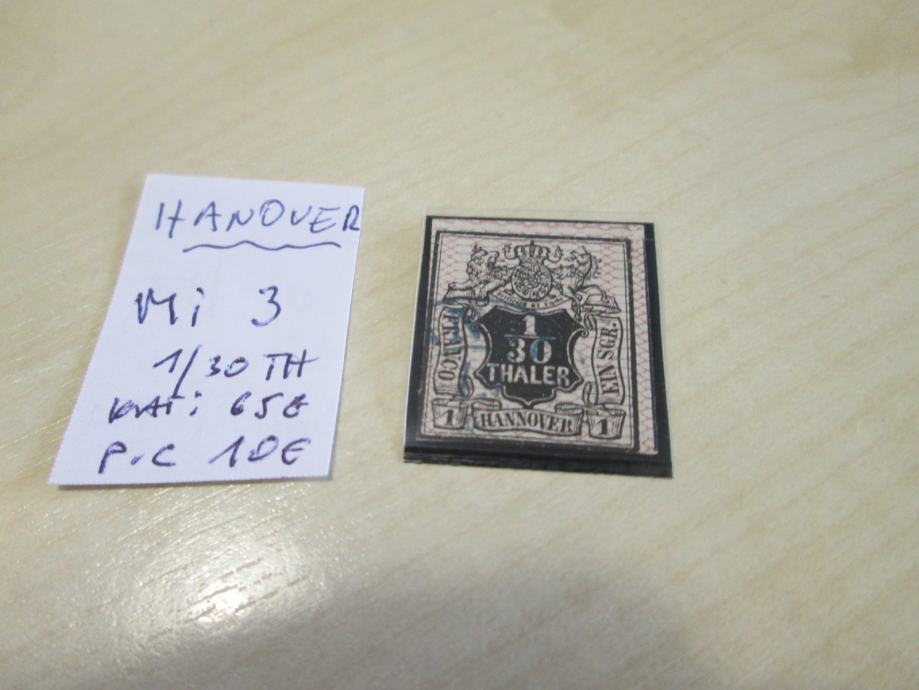 HANOVER
Mi 3
1/30 TH
KAT: 65€
P.C 10€
FRANCO
1
30
THALER
EIN SGR.
1 HANNOVER 1